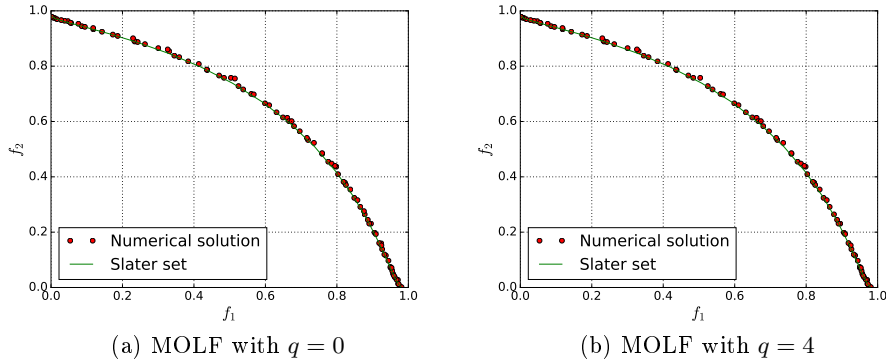 1.0
0.8
0.6
0.4
0.2
0.0
f2
Numerical solution
Slater set
0.0 0.2 0.4 0.6 0.8 1.0
f1
(a) MOLF with q = 0
1.0
0.8
0.6
0.4
0.2
0.0
f2
Numerical solution
Slater set
0.0 0.2 0.4 0.6 0.8 1.0
f1
(b) MOLF with q = 4